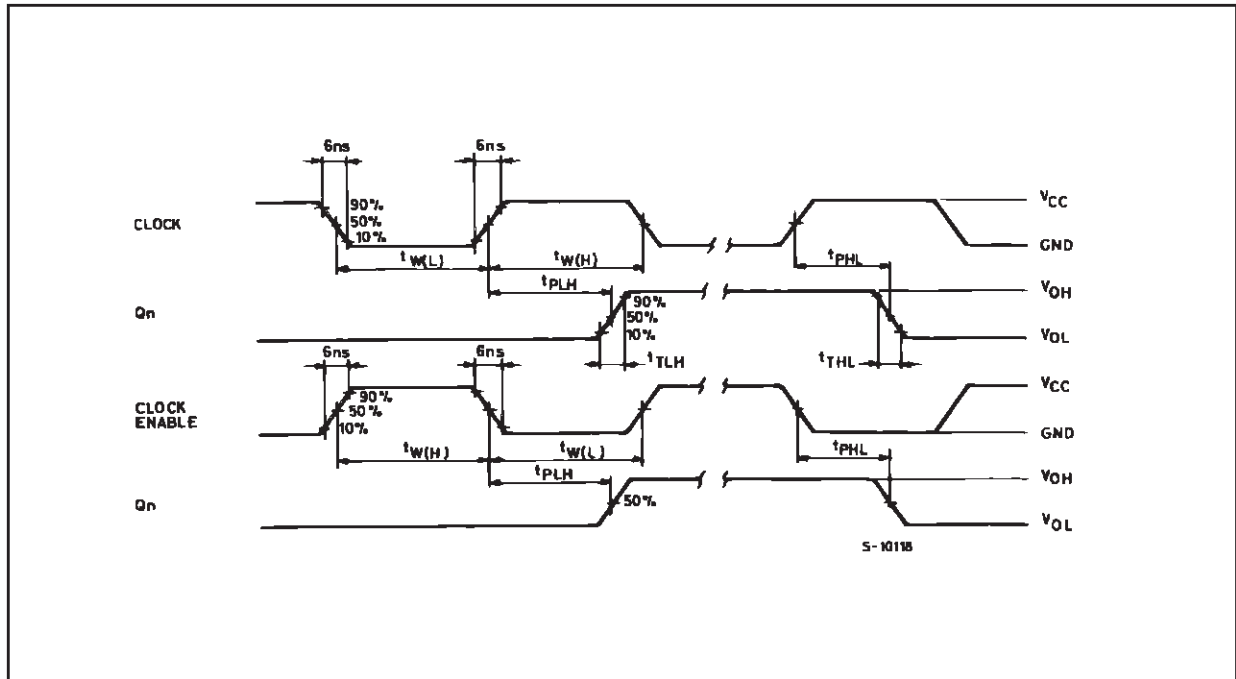 6ns 6ns
90%
50%
10%
CLOCK
VCC
GND
tW(L) tW(H) tPHL
tPLH
Qn
90%
50%
10%
VOH
VOL
tTLH tTHL
6ns 6ns
90%
50%
10%
CLOCK
ENABLE
VCC
GND
tW(H) tW(L) tPHL
tPLH
Qn
50%
VOH
VOL
S-10118